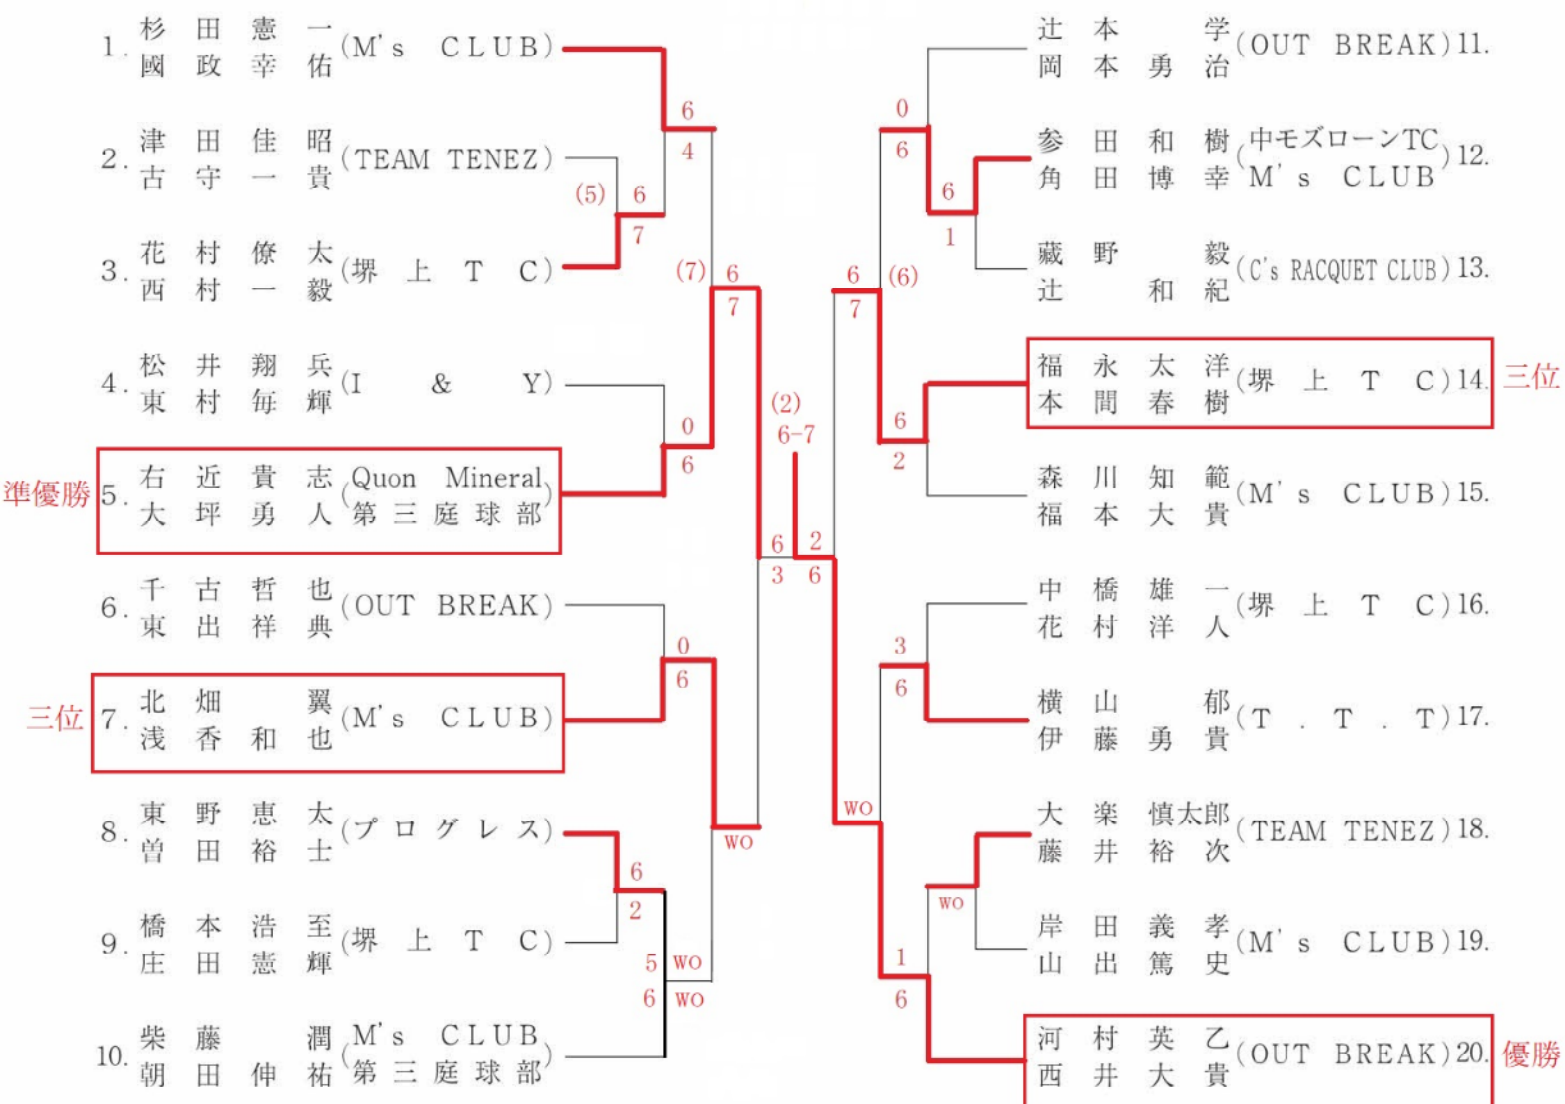 1. 杉田憲一 (M's CLUB)
國政幸佑
6
4
2. 津田佳昭 (TEAM TENEZ)
古守一貴
(5) 6
7
3. 花村僚太 (堺上TC)
西村一毅
(7) 6
7
4. 松井翔兵 (I & Y)
東村毎輝
0
6
準優勝 5. 右近貴志 (Quon Mineral
大坪勇人 第三庭球部)
6. 千古哲也 (OUT BREAK)
東出祥典
0
6
三位 7. 北畑翼 (M's CLUB)
浅香和也
8. 東野恵太 (プログレス)
曽田裕士
WO
6
2
9. 橋本浩至 (堺上TC)
庄田憲輝
5 WO
6 WO
10. 柴藤潤 (M's CLUB
朝田伸祐 第三庭球部)
(2)
6-7
6 2
3 6
辻本学 (OUT BREAK) 11.
岡本勇治
0
6
参田和樹 (中モズローンTC
角田博幸 M's CLUB) 12.
6
1
藏野毅 (C's RACQUET CLUB) 13.
辻和紀
6 (6)
7
福永太洋 (堺上TC) 14. 三位
本間春樹
6
2
森川知範 (M's CLUB) 15.
福本大貴
中橋雄一 (堺上TC) 16.
花村洋人
3
6
横山郁 (T.T.T) 17.
伊藤勇貴
WO
大楽慎太郎 (TEAM TENEZ) 18.
藤井裕次
WO
岸田義孝 (M's CLUB) 19.
山出篤史
1
6
河村英乙 (OUT BREAK) 20. 優勝
西井大貴